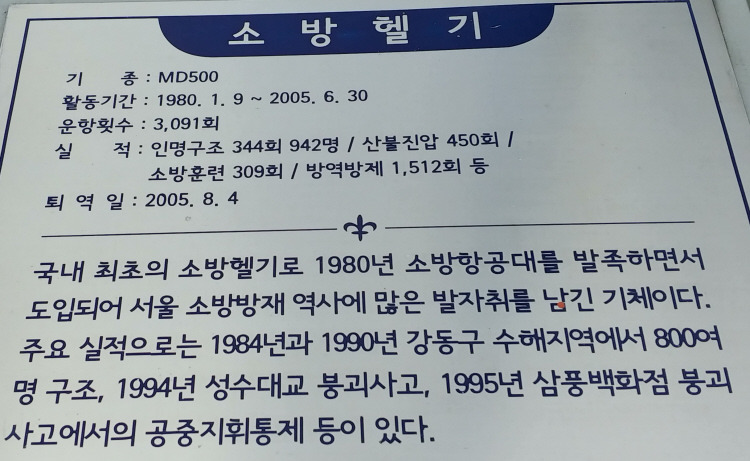 소 방 헬 기
기 종 : MD500
활동기간 : 1980. 1. 9 ~ 2005. 6. 30
운항횟수 : 3,091회
실 적 : 인명구조 344회 942명 / 산불진압 450회 /
소방훈련 309회 / 방역방제 1,512회 등
퇴 역 일 : 2005. 8. 4
국내 최초의 소방헬기로 1980년 소방항공대를 발족하면서
도입되어 서울 소방방재 역사에 많은 발자취를 남긴 기체이다.
주요 실적으로는 1984년과 1990년 강동구 수해지역에서 800여
명 구조, 1994년 성수대교 붕괴사고, 1995년 삼풍백화점 붕괴
사고에서의 공중지휘통제 등이 있다.